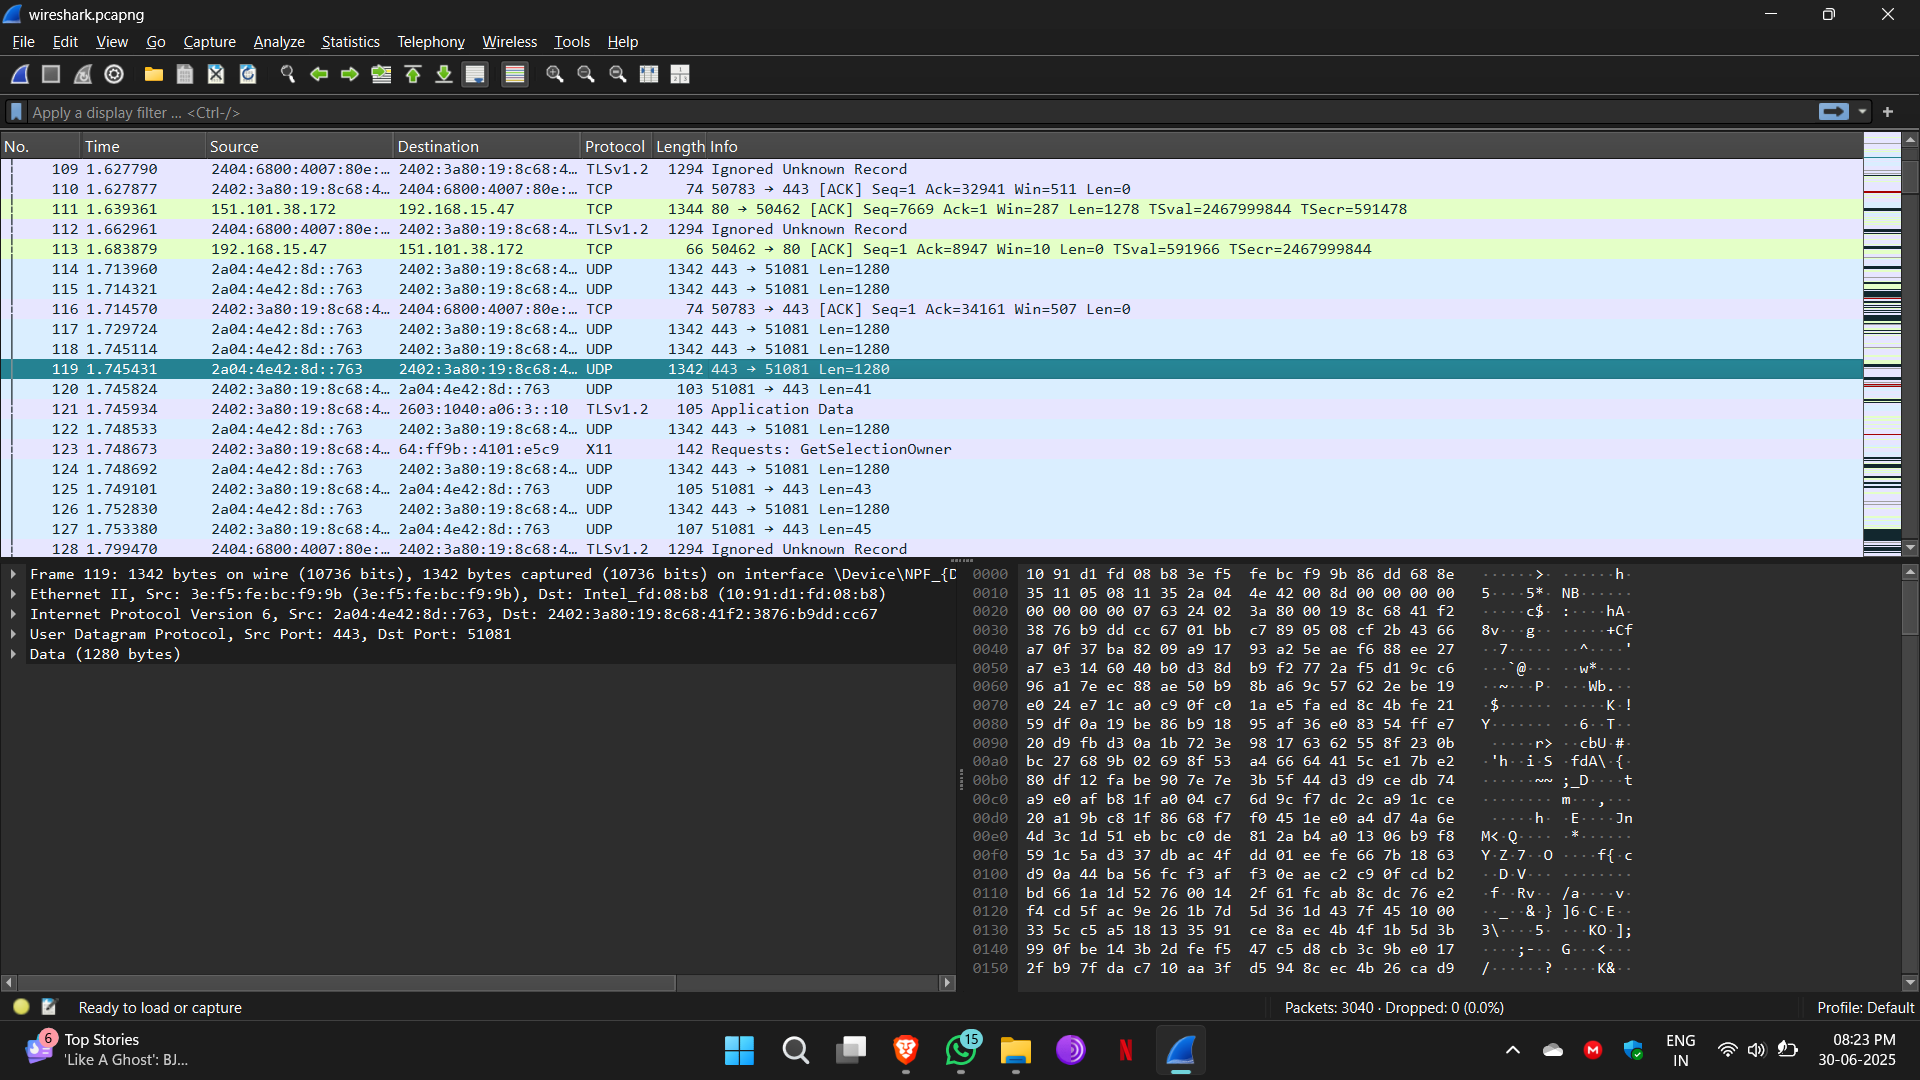 wireshark.pcapng
File Edit View Go Capture Analyze Statistics Telephony Wireless Tools Help
Apply a display filter ... <Ctrl-/>
No. Time Source Destination Protocol Length Info
109 1.627790 2404:6800:4007:80e:… 2402:3a80:19:8c68:4… TLSv1.2 1294 Ignored Unknown Record
110 1.627877 2402:3a80:19:8c68:4… 2404:6800:4007:80e:… TCP 74 50783 → 443 [ACK] Seq=1 Ack=32941 Win=511 Len=0
111 1.639361 151.101.38.172 192.168.15.47 TCP 1344 80 → 50462 [ACK] Seq=7669 Ack=1 Win=287 Len=1278 TSval=2467999844 TSecr=591478
112 1.662961 2404:6800:4007:80e:… 2402:3a80:19:8c68:4… TLSv1.2 1294 Ignored Unknown Record
113 1.683879 192.168.15.47 151.101.38.172 TCP 66 50462 → 80 [ACK] Seq=1 Ack=8947 Win=10 Len=0 TSval=591966 TSecr=2467999844
114 1.713960 2a04:4e42:8d::763 2402:3a80:19:8c68:4… UDP 1342 443 → 51081 Len=1280
115 1.714321 2a04:4e42:8d::763 2402:3a80:19:8c68:4… UDP 1342 443 → 51081 Len=1280
116 1.714570 2402:3a80:19:8c68:4… 2404:6800:4007:80e:… TCP 74 50783 → 443 [ACK] Seq=1 Ack=34161 Win=507 Len=0
117 1.729724 2a04:4e42:8d::763 2402:3a80:19:8c68:4… UDP 1342 443 → 51081 Len=1280
118 1.745114 2a04:4e42:8d::763 2402:3a80:19:8c68:4… UDP 1342 443 → 51081 Len=1280
119 1.745431 2a04:4e42:8d::763 2402:3a80:19:8c68:4… UDP 1342 443 → 51081 Len=1280
120 1.745824 2402:3a80:19:8c68:4… 2a04:4e42:8d::763 UDP 103 51081 → 443 Len=41
121 1.745934 2402:3a80:19:8c68:4… 2603:1040:a06:3::10 TLSv1.2 105 Application Data
122 1.748533 2a04:4e42:8d::763 2402:3a80:19:8c68:4… UDP 1342 443 → 51081 Len=1280
123 1.748673 2402:3a80:19:8c68:4… 64:ff9b::4101:e5c9 X11 142 Requests: GetSelectionOwner
124 1.748692 2a04:4e42:8d::763 2402:3a80:19:8c68:4… UDP 1342 443 → 51081 Len=1280
125 1.749101 2402:3a80:19:8c68:4… 2a04:4e42:8d::763 UDP 105 51081 → 443 Len=43
126 1.752830 2a04:4e42:8d::763 2402:3a80:19:8c68:4… UDP 1342 443 → 51081 Len=1280
127 1.753380 2402:3a80:19:8c68:4… 2a04:4e42:8d::763 UDP 107 51081 → 443 Len=45
128 1.799470 2404:6800:4007:80e:… 2402:3a80:19:8c68:4… TLSv1.2 1294 Ignored Unknown Record
Frame 119: 1342 bytes on wire (10736 bits), 1342 bytes captured (10736 bits) on interface \Device\NPF_{D
Ethernet II, Src: 3e:f5:fe:bc:f9:9b (3e:f5:fe:bc:f9:9b), Dst: Intel_fd:08:b8 (10:91:d1:fd:08:b8)
Internet Protocol Version 6, Src: 2a04:4e42:8d::763, Dst: 2402:3a80:19:8c68:41f2:3876:b9dd:cc67
User Datagram Protocol, Src Port: 443, Dst Port: 51081
Data (1280 bytes)
0000 10 91 d1 fd 08 b8 3e f5 fe bc f9 9b 86 dd 68 8e ······>· ······h·
0010 35 11 05 08 11 35 2a 04 4e 42 00 8d 00 00 00 00 5····5*· NB······
0020 00 00 00 00 07 63 24 02 3a 80 00 19 8c 68 41 f2 ·····c$· :····hA·
0030 38 76 b9 dd cc 67 01 bb c7 89 05 08 cf 2b 43 66 8v···g·· ·····+Cf
0040 a7 0f 37 ba 82 09 a9 17 93 a2 5e ae f6 88 ee 27 ··7····· ··^····'
0050 a7 e3 14 60 40 b0 d3 8d b9 f2 77 2a f5 d1 9c c6 ···`@··· ··w*····
0060 96 a1 7e ec 88 ae 50 b9 8b a6 9c 57 62 2e be 19 ··~···P· ···Wb.··
0070 e0 24 e7 1c a0 c9 0f c0 1a e5 fa ed 8c 4b fe 21 ·$······ ·····K·!
0080 59 df 0a 19 be 86 b9 18 95 af 36 e0 83 54 ff e7 Y······· ··6··T··
0090 20 d9 fb d3 0a 1b 72 3e 98 17 63 62 55 8f 23 0b  ·····r> ··cbU·#·
00a0 bc 27 68 9b 02 69 8f 53 a4 66 64 41 5c e1 7b e2 ·'h··i·S ·fdA\·{·
00b0 80 df 12 fa be 90 7e 7e 3b 5f 44 d3 d9 ce db 74 ······~~ ;_D····t
00c0 a9 e0 af b8 1f a0 04 c7 6d 9c f7 dc 2c a9 1c ce ········ m···,···
00d0 20 a1 9b c8 1f 86 68 f7 f0 45 1e e0 a4 d7 4a 6e  ·····h· ·E····Jn
00e0 4d 3c 1d 51 eb bc c0 de 81 2a b4 a0 13 06 b9 f8 M<·Q···· ·*······
00f0 59 1c 5a d3 37 db ac 4f dd 01 ee fe 66 7b 18 63 Y·Z·7··O ····f{·c
0100 d9 0a 44 ba 56 fc f3 af f3 0e ae c2 c9 0f cd b2 ··D·V··· ········
0110 bd 66 1a 1d 52 76 00 14 2f 61 fc ab 8c dc 76 e2 ·f··Rv·· /a····v·
0120 f4 cd 5f ac 9e 26 1b 7d 5d 36 1d 43 7f 45 10 00 ··_··&·} ]6·C·E··
0130 33 5c c5 a5 18 13 35 91 ce 8a ec 4b 4f 1b 5d 3b 3\····5· ···KO·];
0140 99 0f be 14 3b 2d fe f5 47 c5 d8 cb 3c 9b e0 17 ····;-·· G···<···
0150 2f b9 7f da c7 10 aa 3f d5 94 8c ec 4b 26 ca d9 /······? ····K&··
Ready to load or capture
Packets: 3040 · Dropped: 0 (0.0%)
Profile: Default
6
Top Stories
'Like A Ghost': BJ...
15
ENG
IN
08:23 PM
30-06-2025